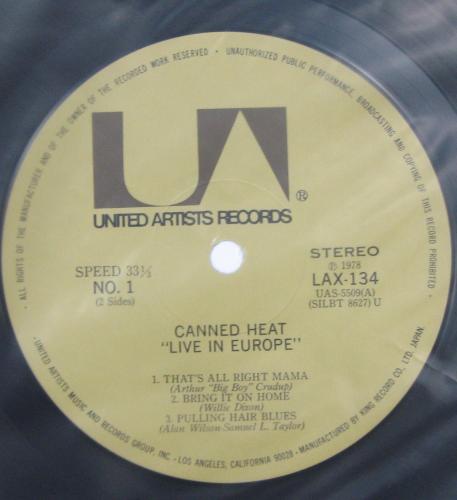 · ALL RIGHTS OF THE MANUFACTURER AND OF THE OWNER OF THE RECORDED WORK RESERVED · UNAUTHORIZED PUBLIC PERFORMANCE, BROADCASTING AND COPYING OF THIS RECORD PROHIBITED ·
UA®
UNITED ARTISTS RECORDS
SPEED 33⅓
NO. 1
(2 Sides)
STEREO
Ⓟ 1978
LAX-134
UAS-5509(A)
(SILBT 8627) U
CANNED HEAT
"LIVE IN EUROPE"
1. THAT'S ALL RIGHT MAMA
(Arthur "Big Boy" Crudup)
2. BRING IT ON HOME
(Willie Dixon)
3. PULLING HAIR BLUES
(Alan Wilson-Samuel L. Taylor)
· UNITED ARTISTS MUSIC AND RECORDS GROUP, INC. · LOS ANGELES, CALIFORNIA 90028 · MANUFACTURED BY KING RECORD CO., LTD. JAPAN.